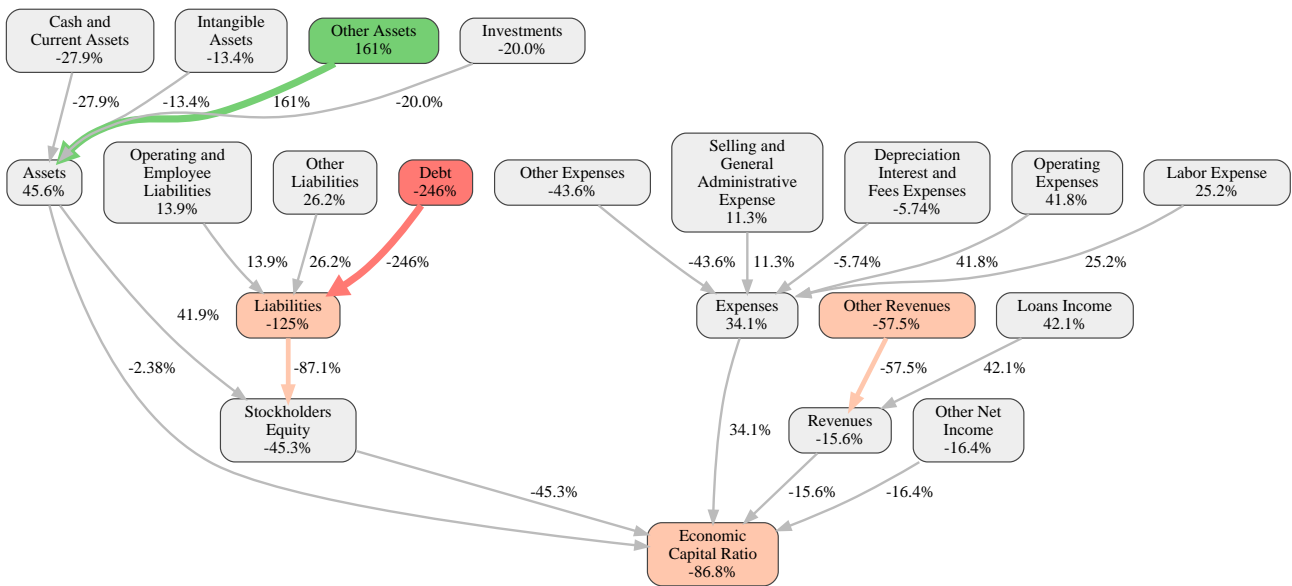 Cash and
Current Assets
-27.9%
Intangible
Assets
-13.4%
Other Assets
161%
Investments
-20.0%
-27.9%
-13.4%
161%
-20.0%
Assets
45.6%
Operating and
Employee
Liabilities
13.9%
Other
Liabilities
26.2%
Debt
-246%
Other Expenses
-43.6%
Selling and
General
Administrative
Expense
11.3%
Depreciation
Interest and
Fees Expenses
-5.74%
Operating
Expenses
41.8%
Labor Expense
25.2%
13.9%
26.2%
-246%
-43.6%
11.3%
-5.74%
41.8%
25.2%
Liabilities
-125%
Expenses
34.1%
Other Revenues
-57.5%
Loans Income
42.1%
41.9%
-2.38%
-87.1%
-57.5%
42.1%
Stockholders
Equity
-45.3%
34.1%
Revenues
-15.6%
Other Net
Income
-16.4%
-45.3%
-15.6%
-16.4%
Economic
Capital Ratio
-86.8%